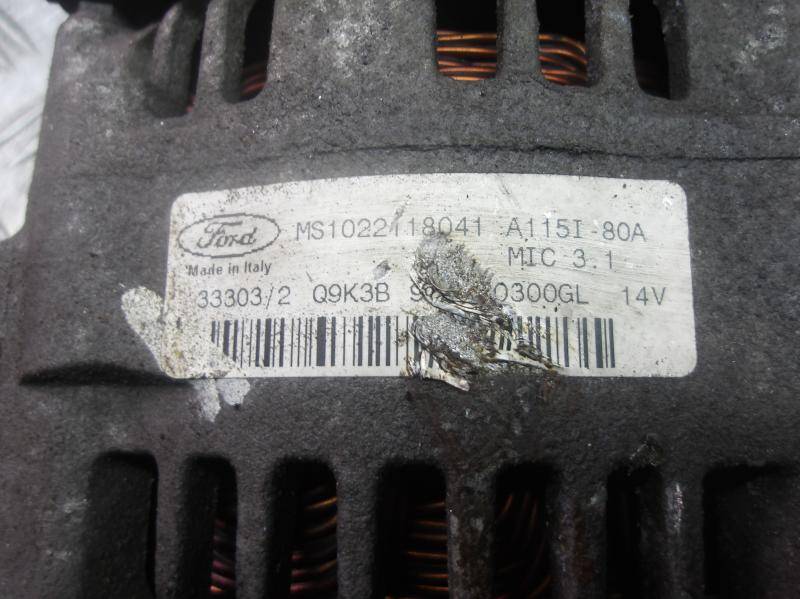 Ford MS1022118041 A115I-80A
Made in Italy MIC 3.1
33303/2 Q9K3B 0300GL 14V